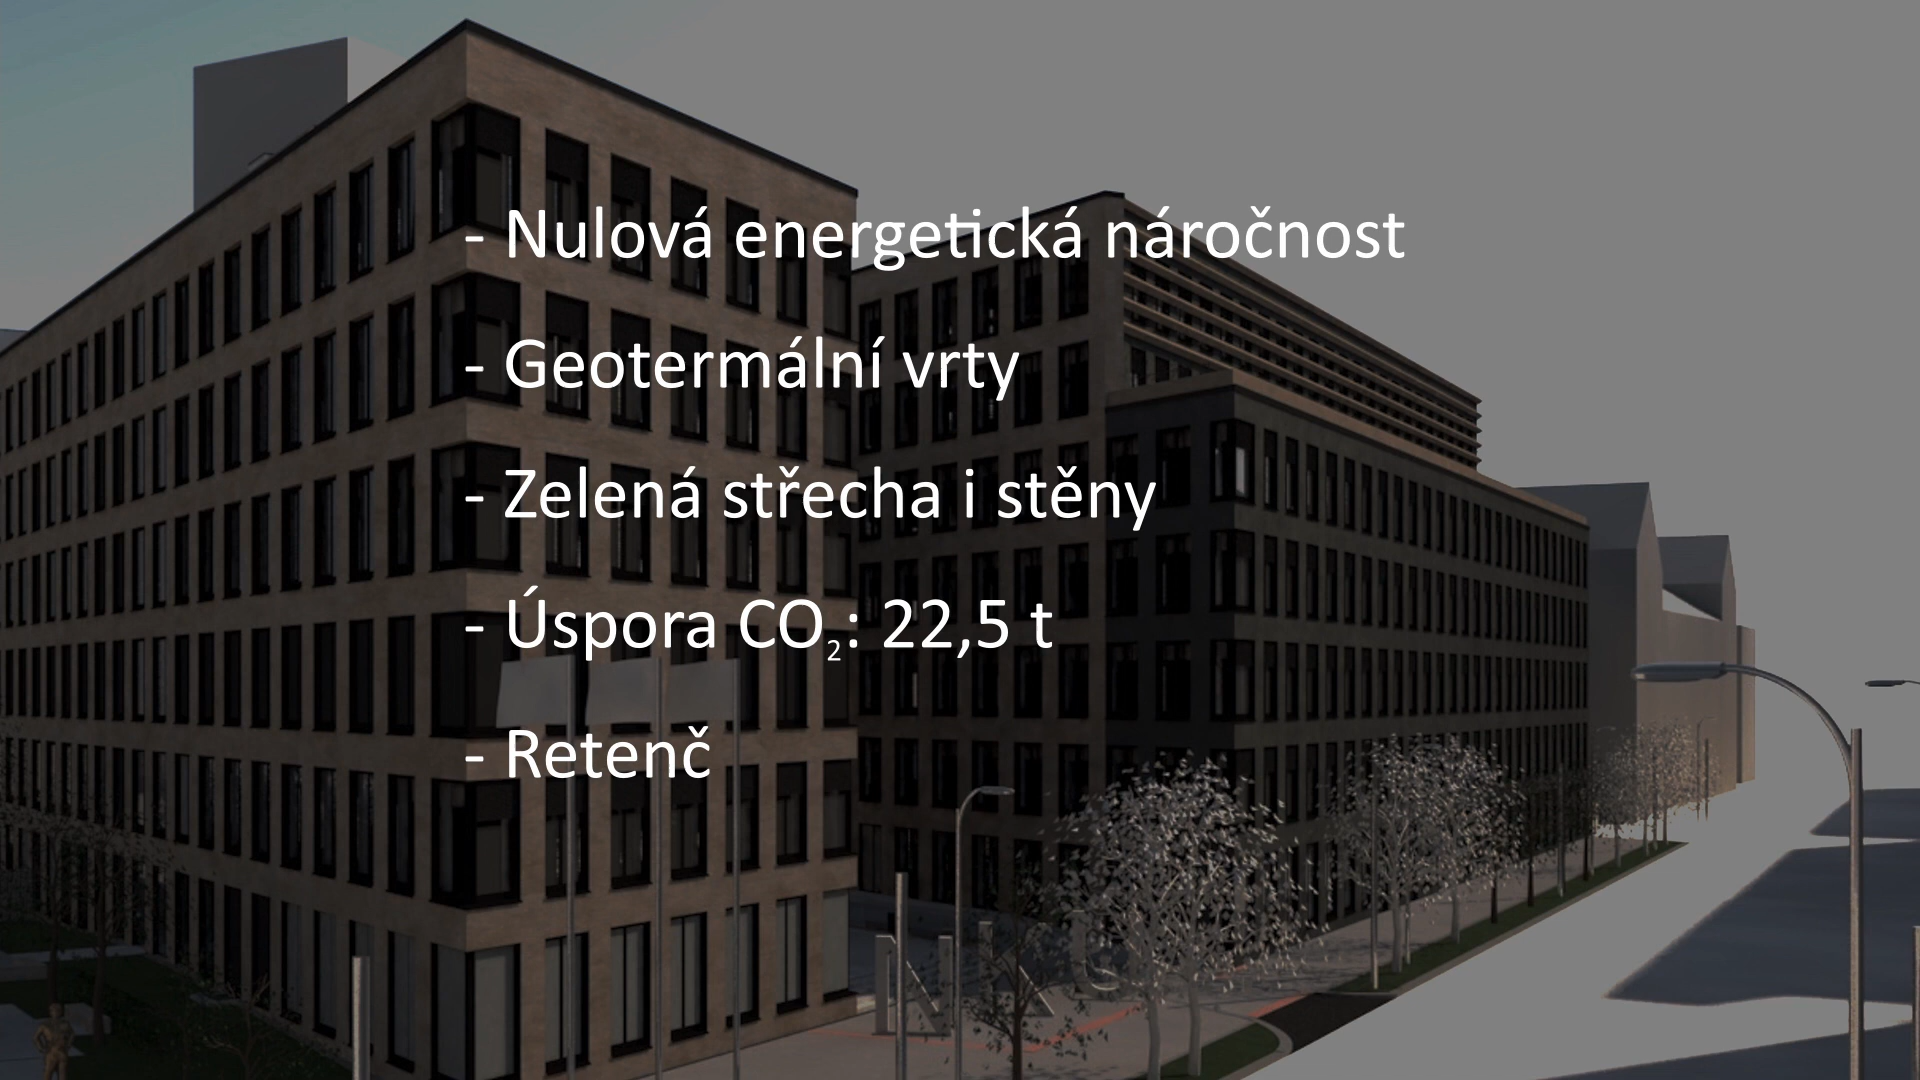 - Nulová energetická náročnost
- Geotermální vrty
- Zelená střecha i stěny
- Úspora CO₂: 22,5 t
- Retenč